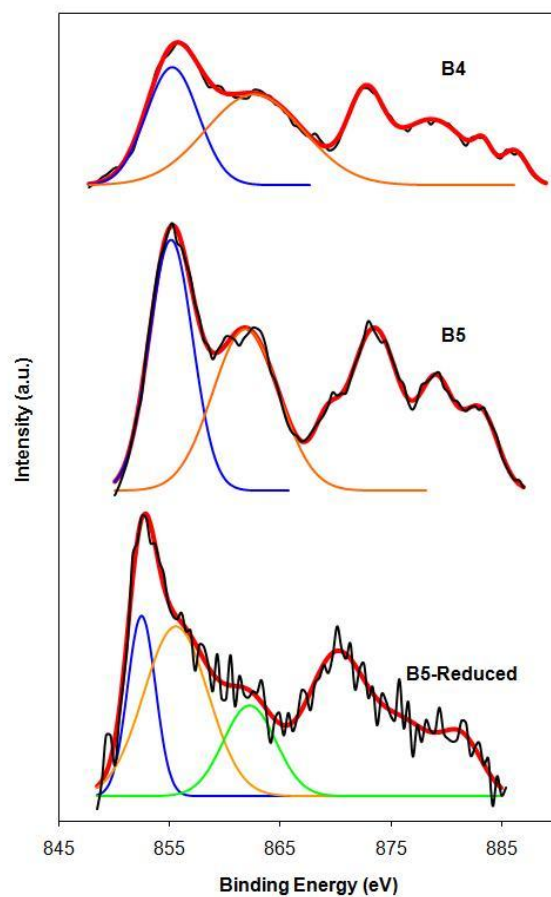 B4
B5
Intensity (a.u.)
B5-Reduced
845 855 865 875 885
Binding Energy (eV)